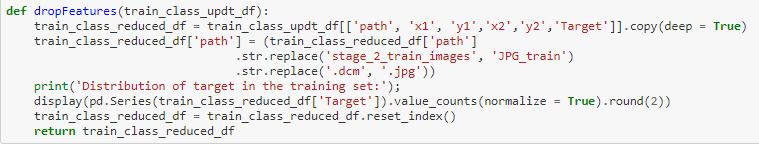 def dropFeatures(train_class_updt_df):
    train_class_reduced_df = train_class_updt_df[['path', 'x1', 'y1','x2','y2','Target']].copy(deep = True)
    train_class_reduced_df['path'] = (train_class_reduced_df['path']
                                .str.replace('stage_2_train_images', 'JPG_train')
                                .str.replace('.dcm', '.jpg'))
    print('Distribution of target in the training set:');
    display(pd.Series(train_class_reduced_df['Target']).value_counts(normalize = True).round(2))
    train_class_reduced_df = train_class_reduced_df.reset_index()
    return train_class_reduced_df